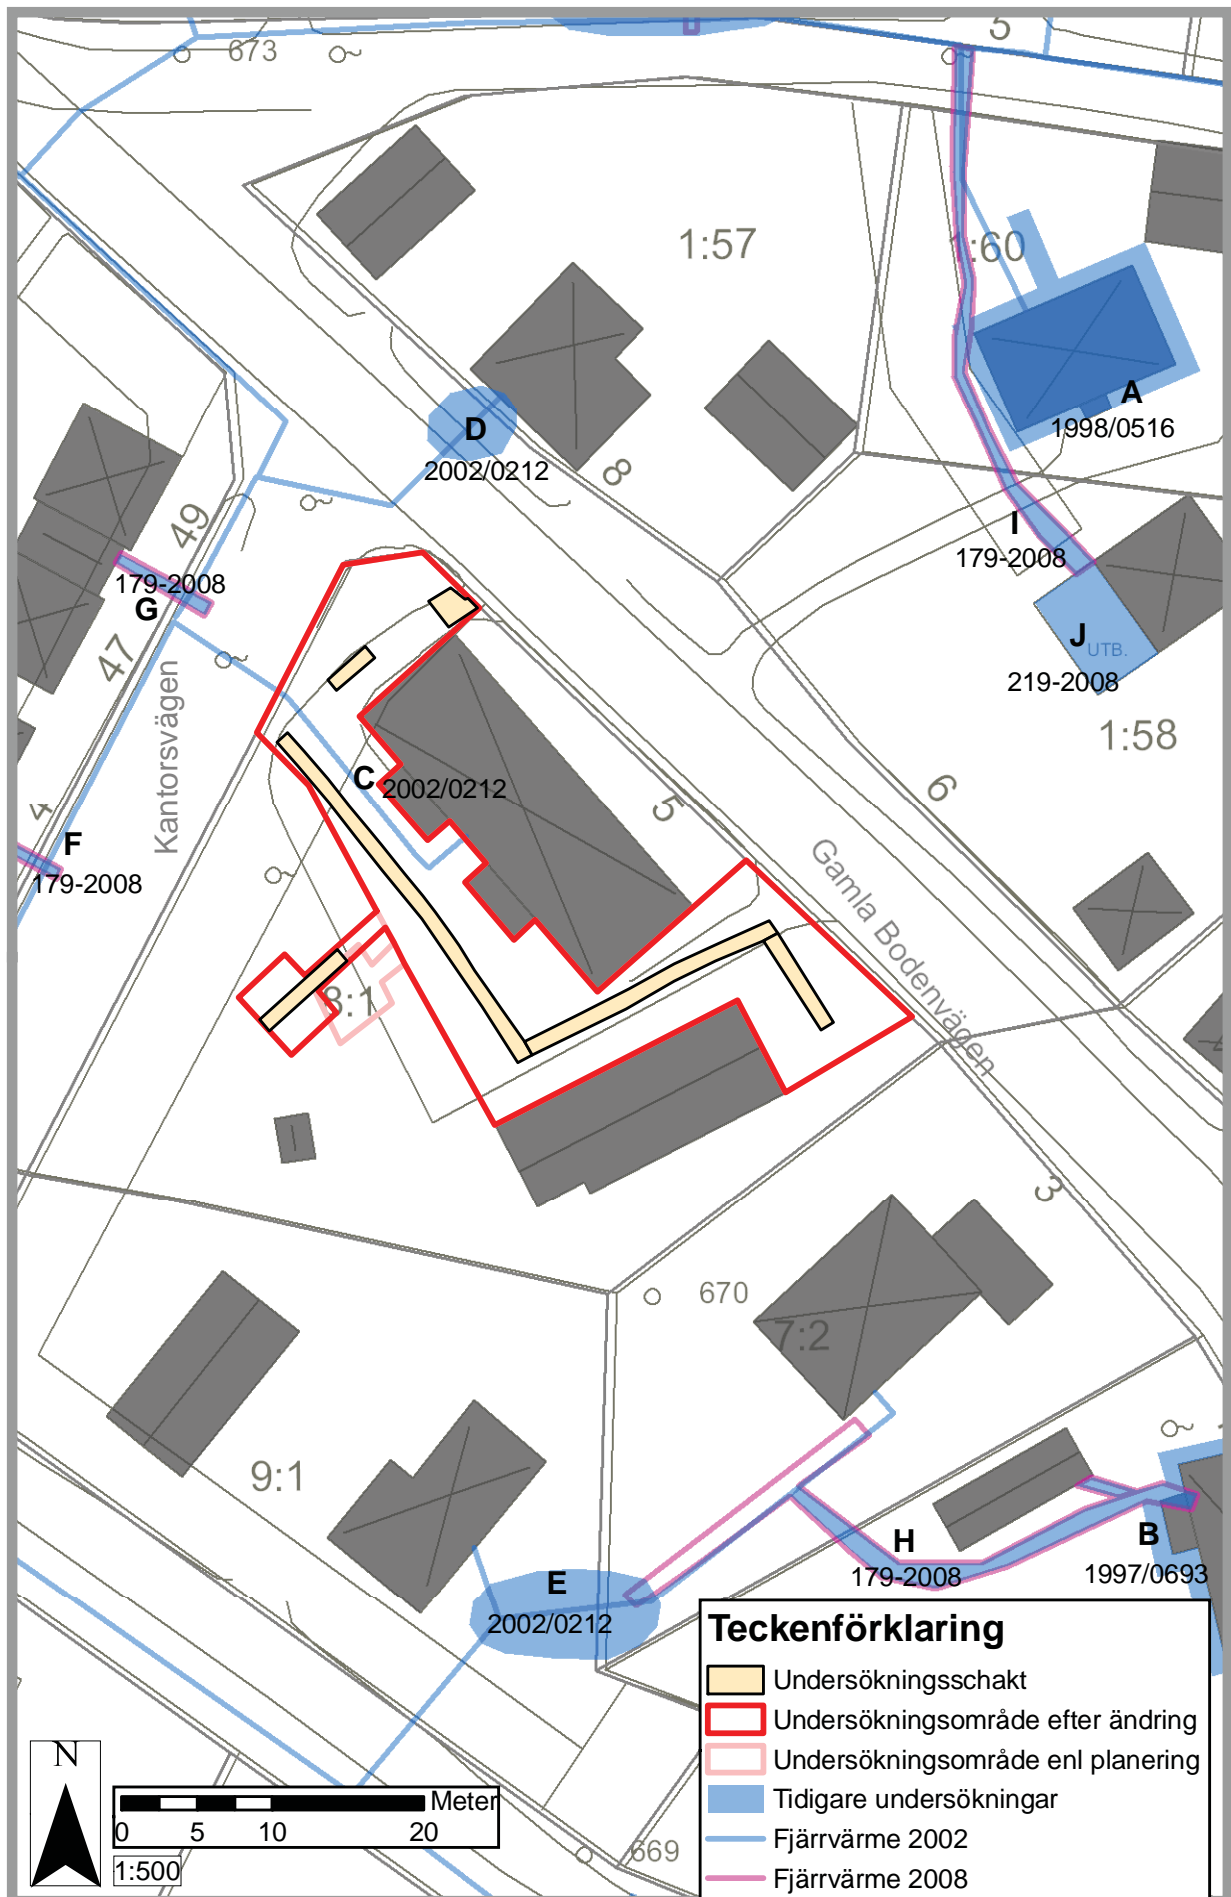 673
5
1:57
1:60
A
1998/0516
D
2002/0212
8
49
I
179-2008
179-2008
G
47
J
UTB.
219-2008
Kantorsvägen
1:58
C
2002/0212
5
6
4
F
179-2008
Gamla Bodenvägen
8:1
3
670
7:2
9:1
H
179-2008
B
1997/0693
E
2002/0212
Teckenförklaring
Undersökningsschakt
Undersökningsområde efter ändring
Undersökningsområde enl planering
Tidigare undersökningar
Fjärrvärme 2002
Fjärrvärme 2008
N
Meter
0 5 10 20
1:500
669